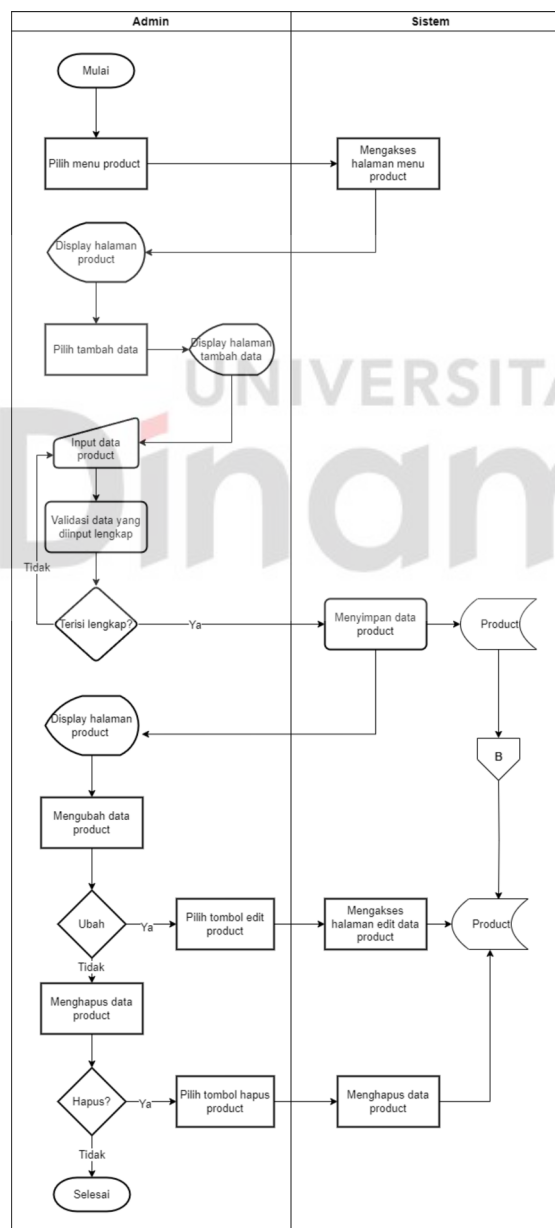 Admin
Sistem
Mulai
Pilih menu product
Mengakses
halaman menu
product
Display halaman
product
Pilih tambah data
Display halaman
tambah data
UNIVERSITA
Dinam
Input data
product
Validasi data yang
diinput lengkap
Tidak
Terisi lengkap?
Ya
Menyimpan data
product
Product
Display halaman
product
B
Mengubah data
product
Ubah
Ya
Pilih tombol edit
product
Mengakses
halaman edit data
product
Product
Tidak
Menghapus data
product
Hapus?
Ya
Pilih tombol hapus
product
Menghapus data
product
Tidak
Selesai